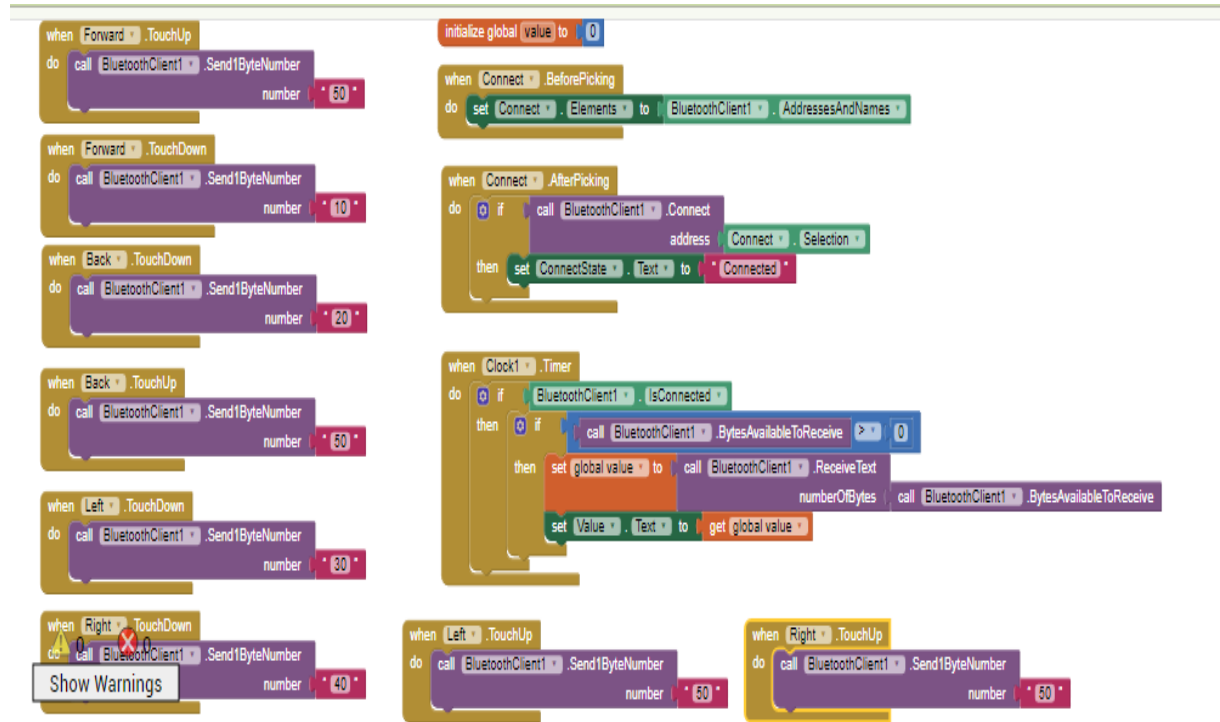 when Forward .TouchUp
do call BluetoothClient1 .Send1ByteNumber
number " 50 "
when Forward .TouchDown
do call BluetoothClient1 .Send1ByteNumber
number " 10 "
when Back .TouchDown
do call BluetoothClient1 .Send1ByteNumber
number " 20 "
when Back .TouchUp
do call BluetoothClient1 .Send1ByteNumber
number " 50 "
when Left .TouchDown
do call BluetoothClient1 .Send1ByteNumber
number " 30 "
when Right .TouchDown
do call BluetoothClient1 .Send1ByteNumber
number " 40 "
0 0
Show Warnings
initialize global value to 0
when Connect .BeforePicking
do set Connect . Elements to BluetoothClient1 . AddressesAndNames
when Connect .AfterPicking
do if call BluetoothClient1 .Connect
address Connect . Selection
then set ConnectState . Text to " Connected "
when Clock1 .Timer
do if BluetoothClient1 . IsConnected
then if call BluetoothClient1 .BytesAvailableToReceive > 0
then set global value to call BluetoothClient1 .ReceiveText
numberOfBytes call BluetoothClient1 .BytesAvailableToReceive
set Value . Text to get global value
when Left .TouchUp
do call BluetoothClient1 .Send1ByteNumber
number " 50 "
when Right .TouchUp
do call BluetoothClient1 .Send1ByteNumber
number " 50 "